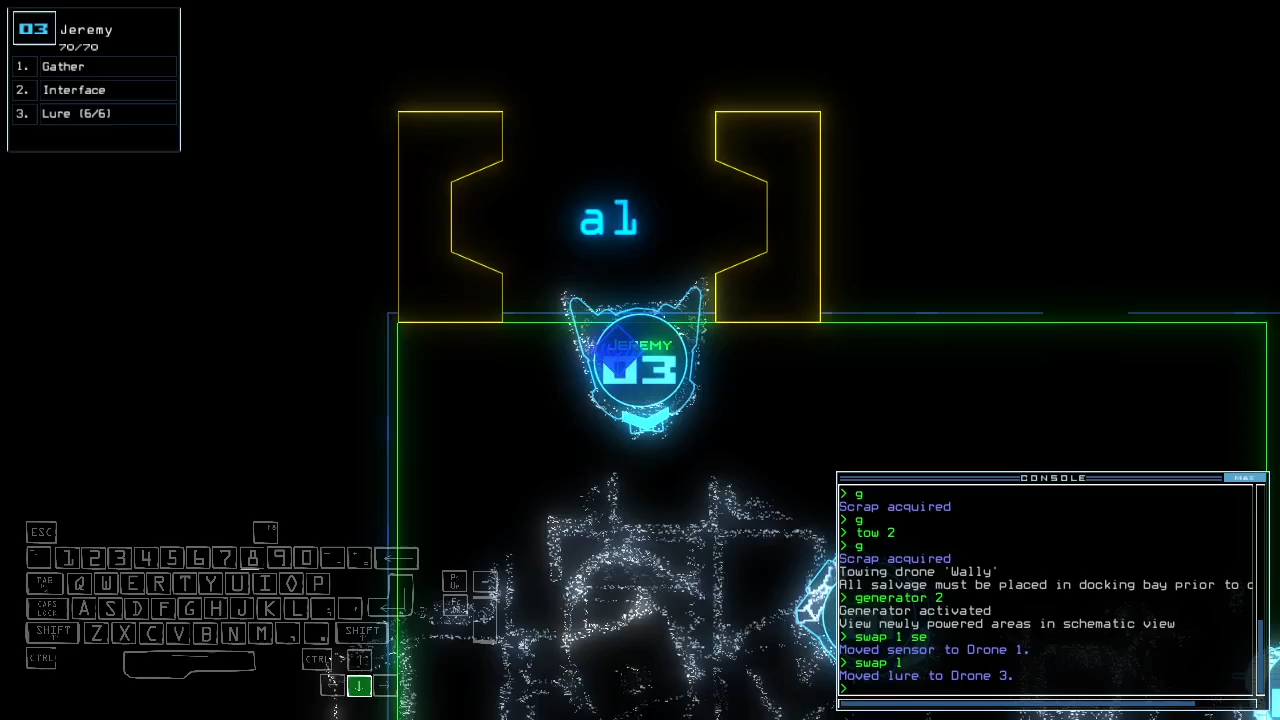 03 Jeremy
70/70
1. Gather
2. Interface
3. Lure (6/6)
a1
JEREMY
03
CONSOLE
MAX
> g
Scrap acquired
> g
> tow 2
> g
Scrap acquired
Towing drone 'Wally'
All salvage must be placed in docking bay prior to
> generator 2
Generator activated
View newly powered areas in schematic view
> swap 1 se
Moved sensor to Drone 1.
> swap l
Moved lure to Drone 3.
>
ESC
1 2 3 4 5 6 7 8 9 0
TAB Q W E R T Y U I O P
CAPS LOCK A S D F G H J K L ; '
SHIFT Z X C V B N M , . SHIFT
CTRL CTRL